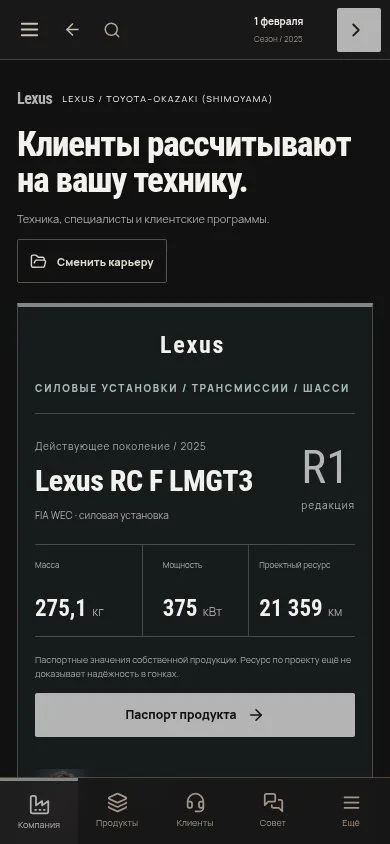 1 февраля
Сезон / 2025
Lexus LEXUS / TOYOTA–OKAZAKI (SHIMOYAMA)
Клиенты рассчитывают
на вашу технику.
Техника, специалисты и клиентские программы.
Сменить карьеру
Lexus
СИЛОВЫЕ УСТАНОВКИ / ТРАНСМИССИИ / ШАССИ
Действующее поколение / 2025
Lexus RC F LMGT3
FIA WEC · силовая установка
R1
редакция
Масса
Мощность
Проектный ресурс
275,1 кг
375 кВт
21 359 км
Паспортные значения собственной продукции. Ресурс по проекту ещё не
доказывает надёжность в гонках.
Паспорт продукта
Компания
Продукты
Клиенты
Совет
Ещё